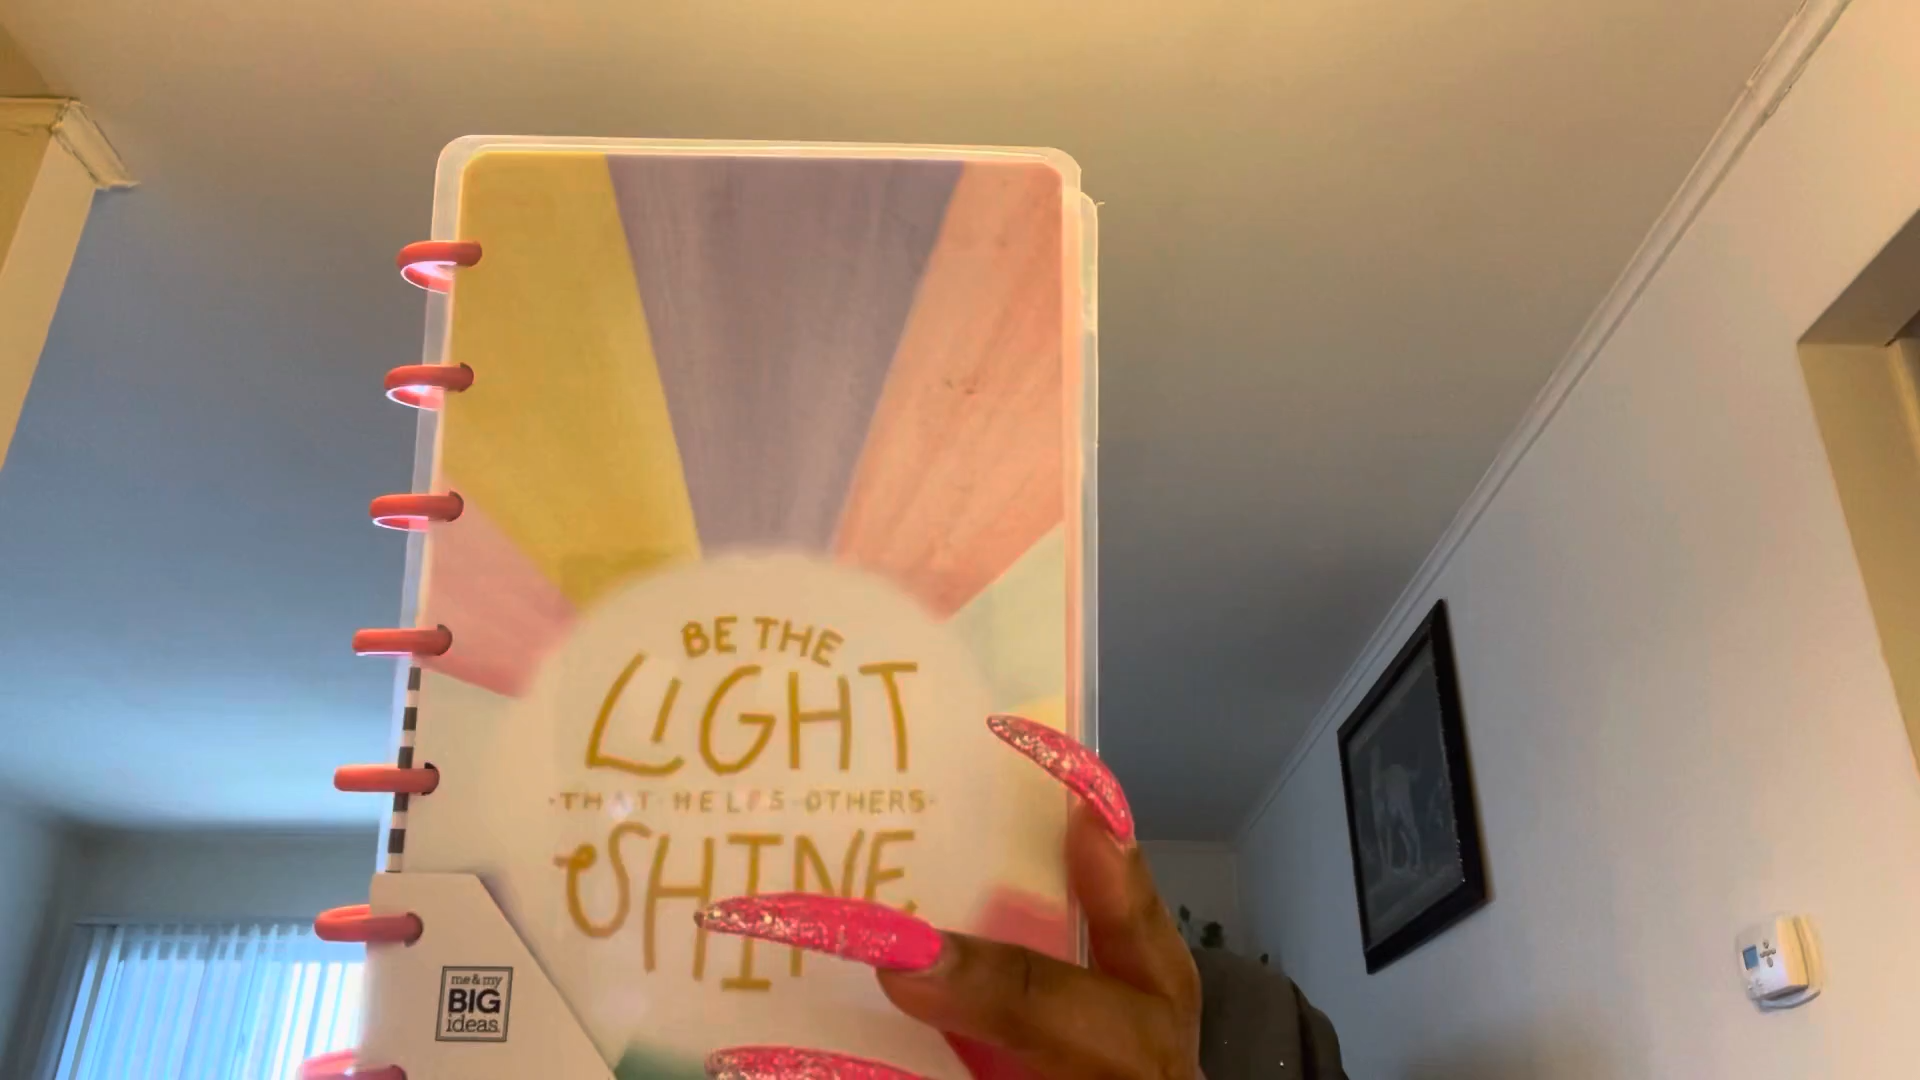 BE THE
LIGHT
·THAT HELPS OTHERS·
SHINE
me & my
BIG
ideas.